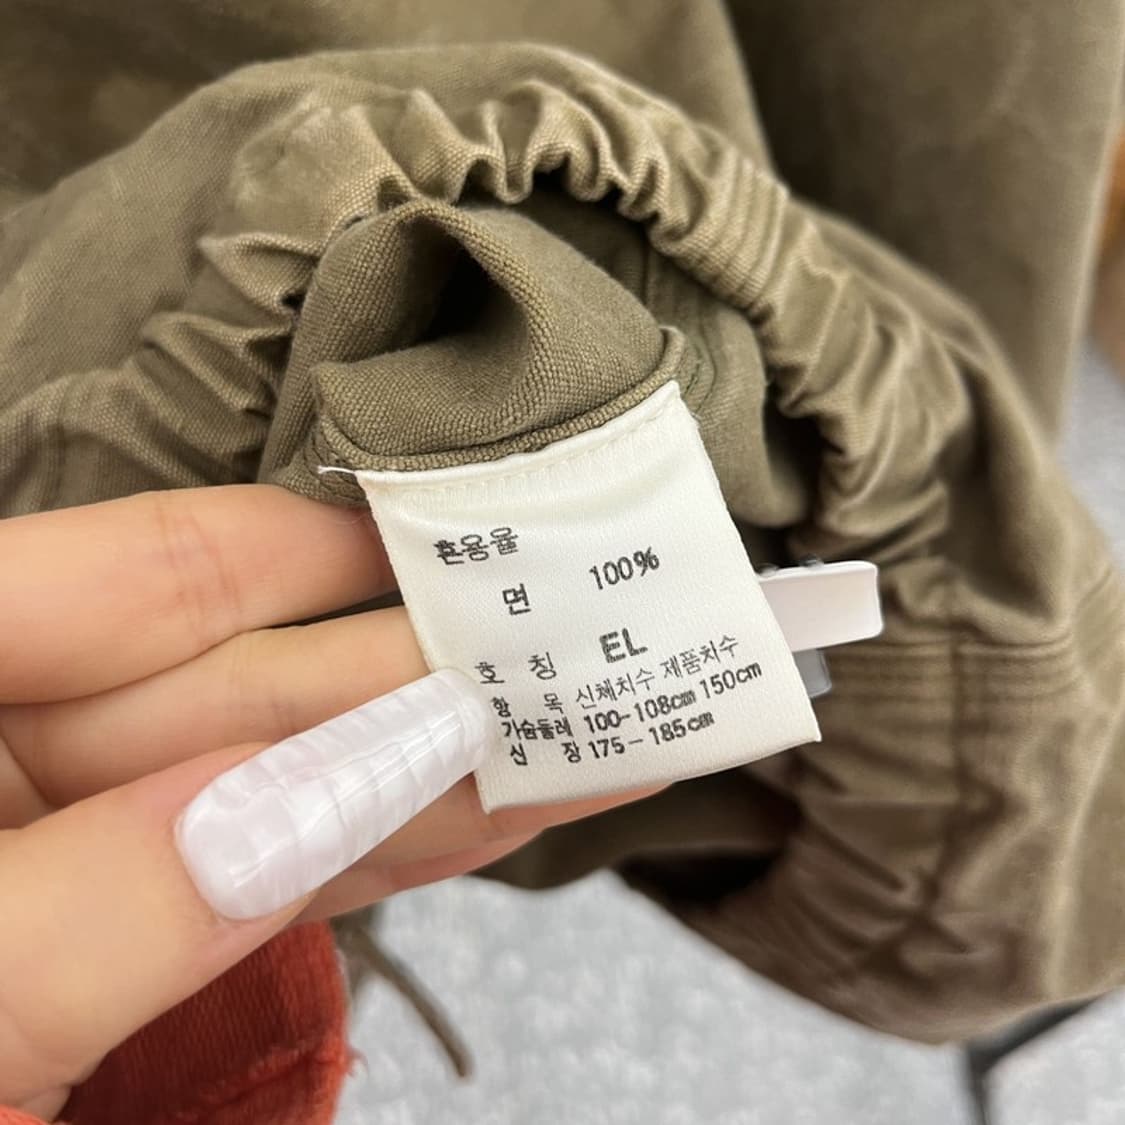 혼용율
면 100%
호 칭 EL
항 목 신체치수 제품치수
가슴둘레 100-108cm 150cm
신 장 175-185cm